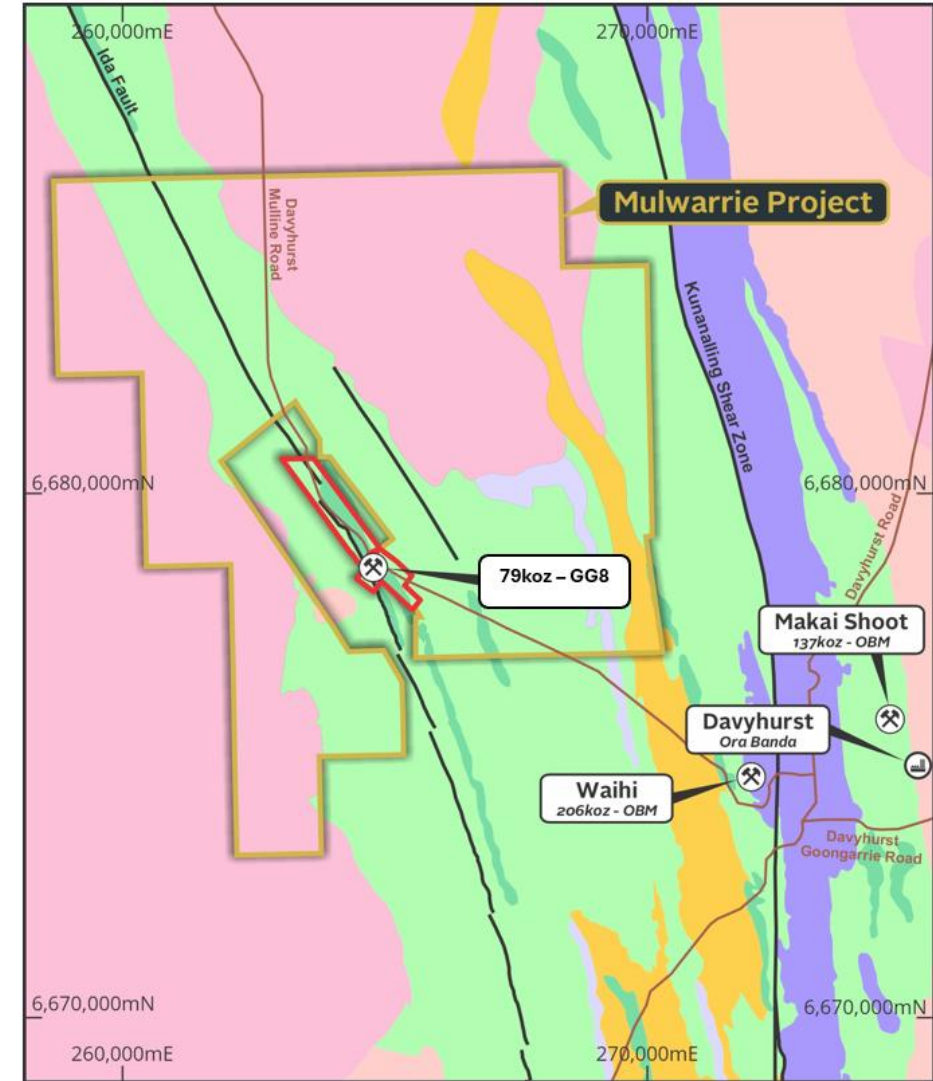 260,000mE
270,000mE
Ida Fault
Davyhurst
Mulline Road
Mulwarrie Project
Kunanalling Shear Zone
6,680,000mN
6,680,000mN
Davyhurst Road
79koz – GG8
Makai Shoot
137koz - OBM
Davyhurst
Ora Banda
Waihi
206koz - OBM
Davyhurst
Goongarrie Road
6,670,000mN
6,670,000mN
260,000mE
270,000mE